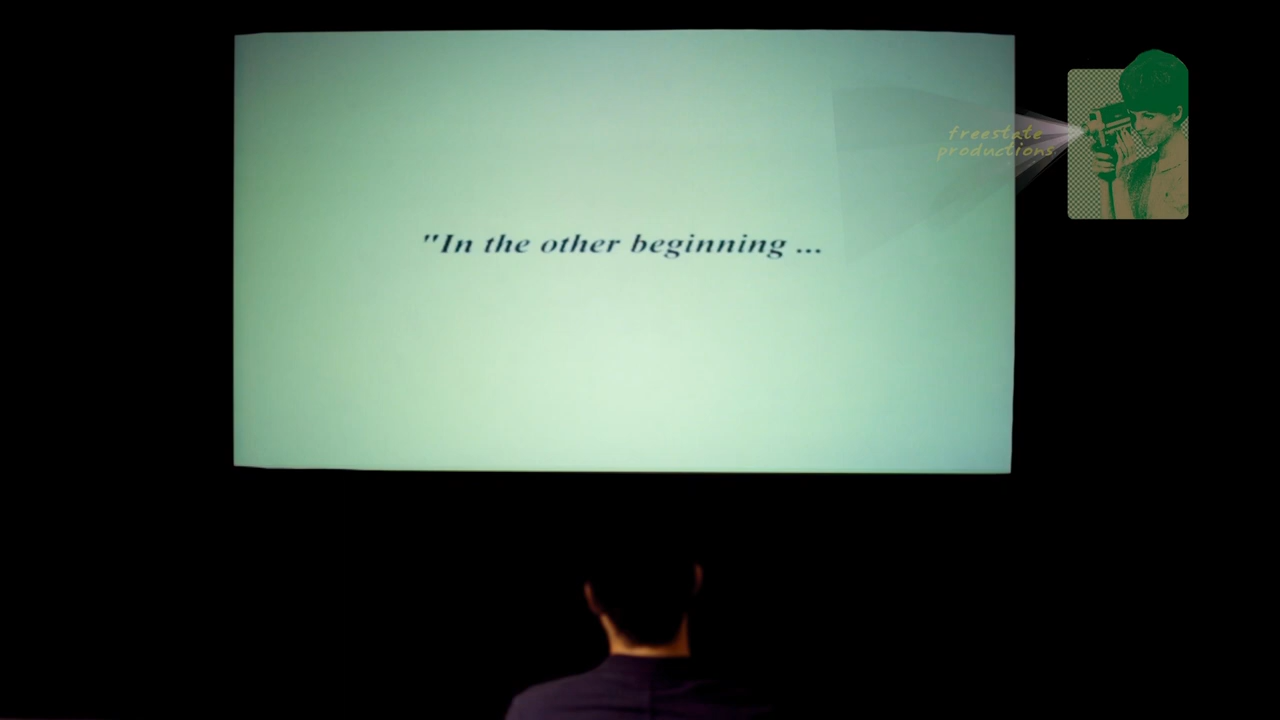 "In the other beginning ...
freestate
productions